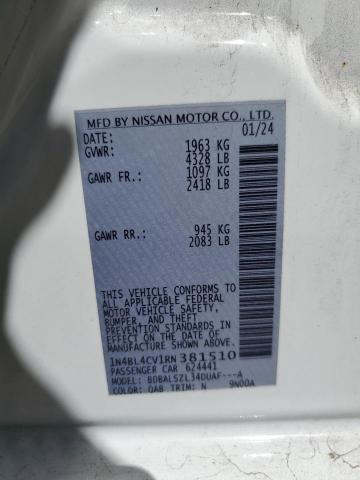 MFD BY NISSAN MOTOR CO., LTD.
DATE: 01/24
GVWR: 1963 KG
4328 LB
GAWR FR.: 1097 KG
2418 LB
GAWR RR.: 945 KG
2083 LB
THIS VEHICLE CONFORMS TO
ALL APPLICABLE FEDERAL
MOTOR VEHICLE SAFETY,
BUMPER, AND THEFT
PREVENTION STANDARDS IN
EFFECT ON THE DATE OF
MANUFACTURE SHOWN ABOVE.
1N4BL4CV1RN381510
PASSENGER CAR 624441
MODEL: BDBALSZL34DUAF---A
COLOR: QAB TRIM: N 9N00A